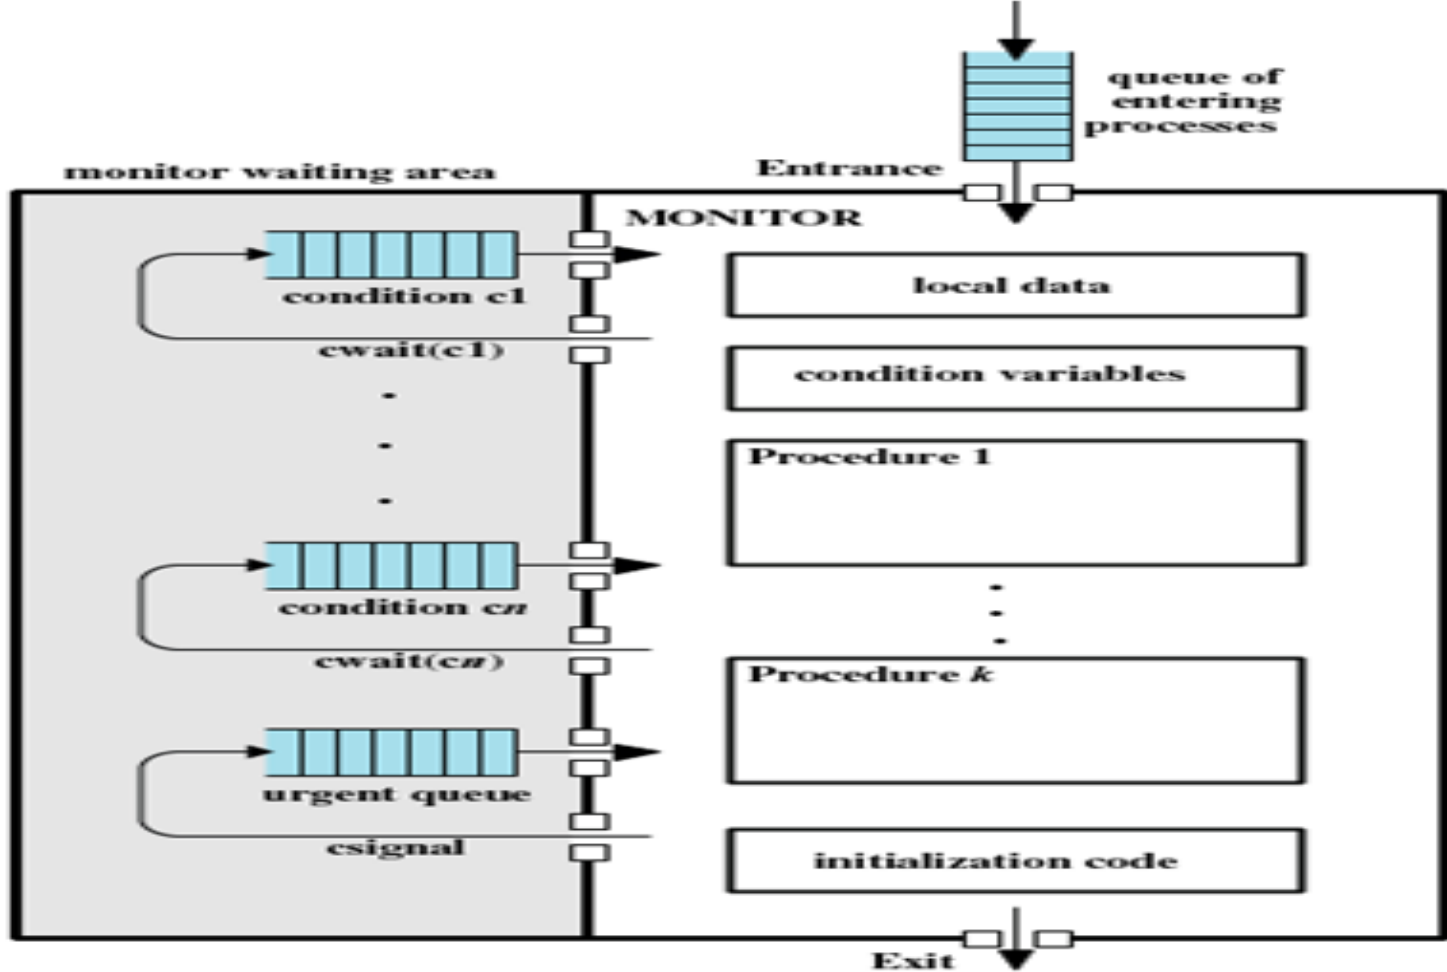 queue of
entering
processes
monitor waiting area
Entrance
MONITOR
condition c1
cwait(c1)
local data
condition variables
Procedure 1
condition cn
cwait(cn)
Procedure k
urgent queue
csignal
initialization code
Exit